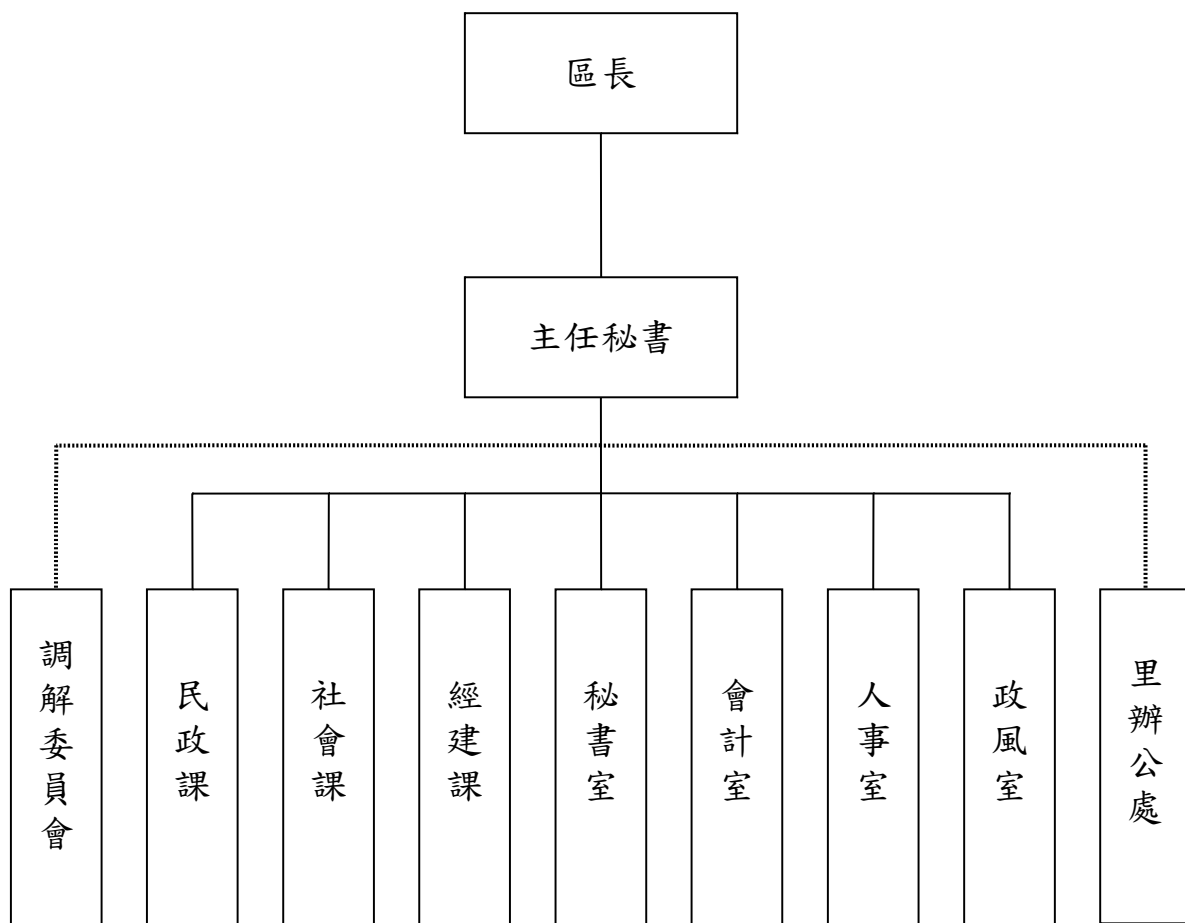 區長
主任秘書
調解委員會
民政課
社會課
經建課
秘書室
會計室
人事室
政風室
里辦公處